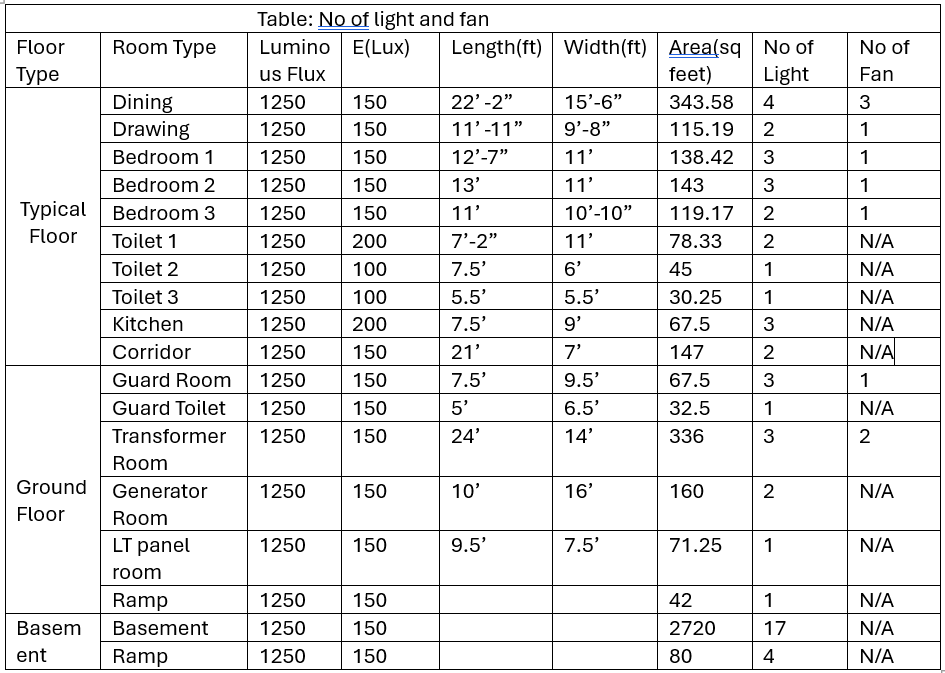 Table: No of light and fan
Floor Type Room Type Luminous Flux E(Lux) Length(ft) Width(ft) Area(sq feet) No of Light No of Fan
Typical Floor
Dining 1250 150 22’ -2” 15’-6” 343.58 4 3
Drawing 1250 150 11’ -11” 9’-8” 115.19 2 1
Bedroom 1 1250 150 12’-7” 11’ 138.42 3 1
Bedroom 2 1250 150 13’ 11’ 143 3 1
Bedroom 3 1250 150 11’ 10’-10” 119.17 2 1
Toilet 1 1250 200 7’-2” 11’ 78.33 2 N/A
Toilet 2 1250 100 7.5’ 6’ 45 1 N/A
Toilet 3 1250 100 5.5’ 5.5’ 30.25 1 N/A
Kitchen 1250 200 7.5’ 9’ 67.5 3 N/A
Corridor 1250 150 21’ 7’ 147 2 N/A
Ground Floor
Guard Room 1250 150 7.5’ 9.5’ 67.5 3 1
Guard Toilet 1250 150 5’ 6.5’ 32.5 1 N/A
Transformer Room 1250 150 24’ 14’ 336 3 2
Generator Room 1250 150 10’ 16’ 160 2 N/A
LT panel room 1250 150 9.5’ 7.5’ 71.25 1 N/A
Ramp 1250 150 42 1 N/A
Basement
Basement 1250 150 2720 17 N/A
Ramp 1250 150 80 4 N/A